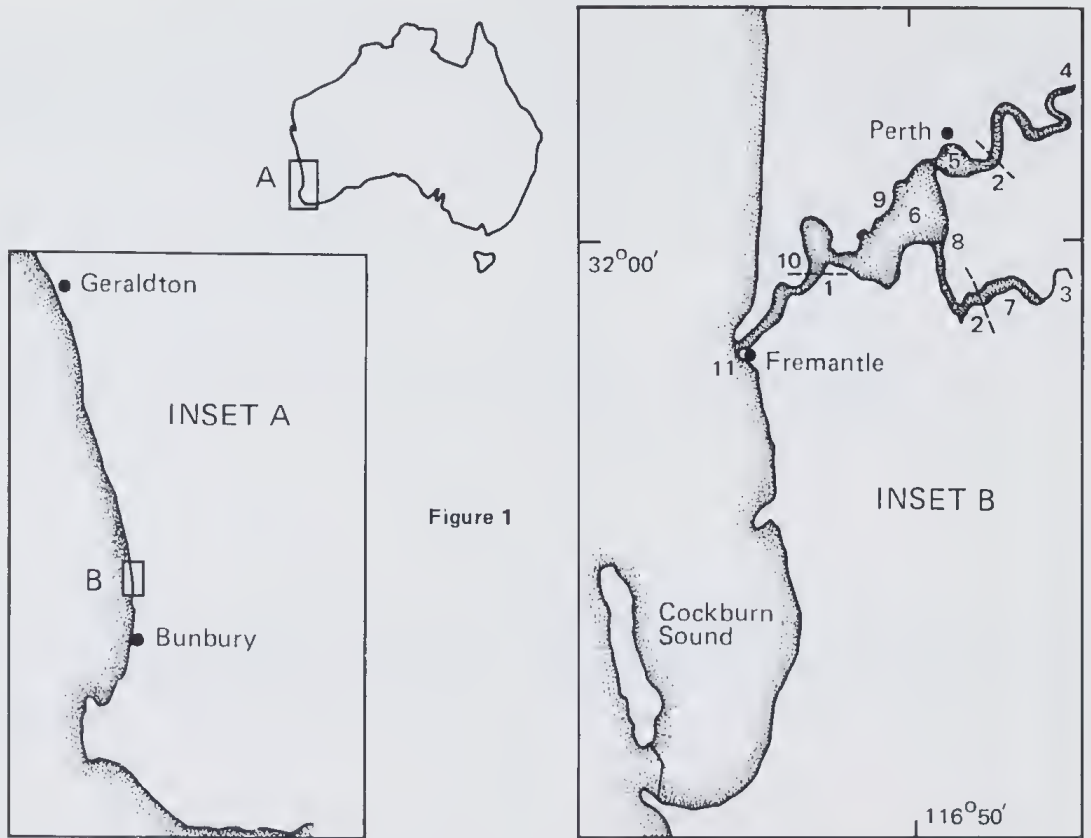 A
Geraldton
INSET A
B
Bunbury
Figure 1
4
Perth
5
2
9
6
8
32°00'
10
1
2
7
3
11
Fremantle
INSET B
Cockburn
Sound
116°50'